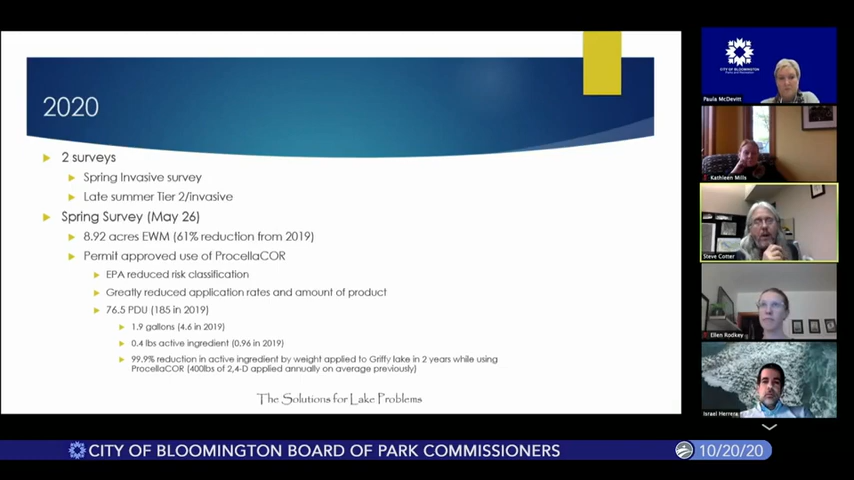 2020
2 surveys
Spring Invasive survey
Late summer Tier 2/invasive
Spring Survey (May 26)
8.92 acres EWM (61% reduction from 2019)
Permit approved use of ProcellaCOR
EPA reduced risk classification
Greatly reduced application rates and amount of product
76.5 PDU (185 in 2019)
1.9 gallons (4.6 in 2019)
0.4 lbs active ingredient (0.96 in 2019)
99.9% reduction in active ingredient by weight applied to Griffy lake in 2 years while using
ProcellaCOR (400lbs of 2,4-D applied annually on average previously)
The Solutions for Lake Problems
CITY OF BLOOMINGTON
Parks and Recreation
Paula McDevitt
Kathleen Mills
Steve Cotter
Ellen Rodkey
Israel Herrera
CITY OF BLOOMINGTON BOARD OF PARK COMMISSIONERS
10/20/20